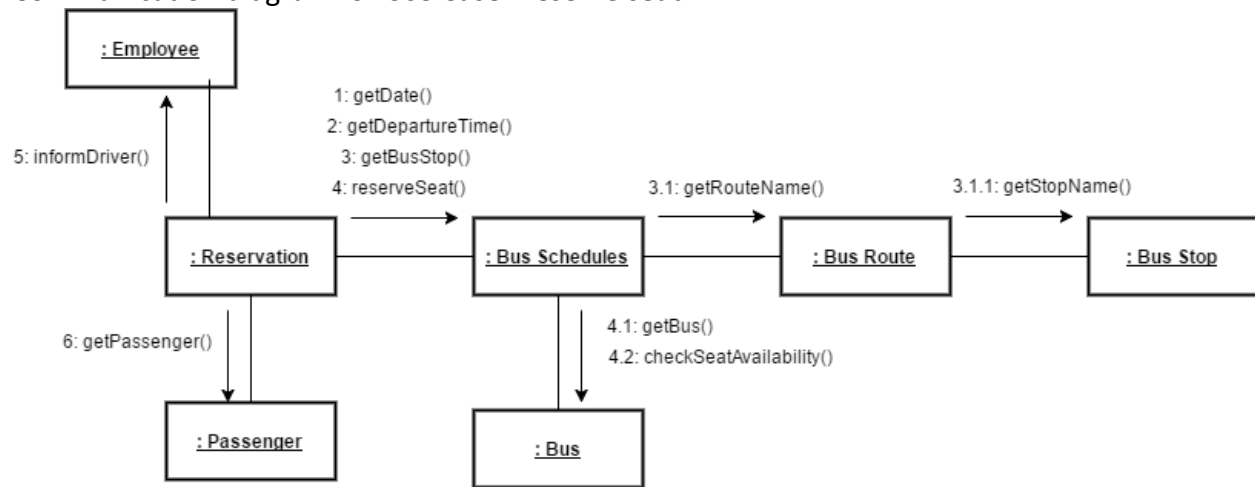 : Employee
1: getDate()
2: getDepartureTime()
3: getBusStop()
4: reserveSeat()
5: informDriver()
3.1: getRouteName()
3.1.1: getStopName()
: Reservation
: Bus Schedules
: Bus Route
: Bus Stop
6: getPassenger()
4.1: getBus()
4.2: checkSeatAvailability()
: Passenger
: Bus